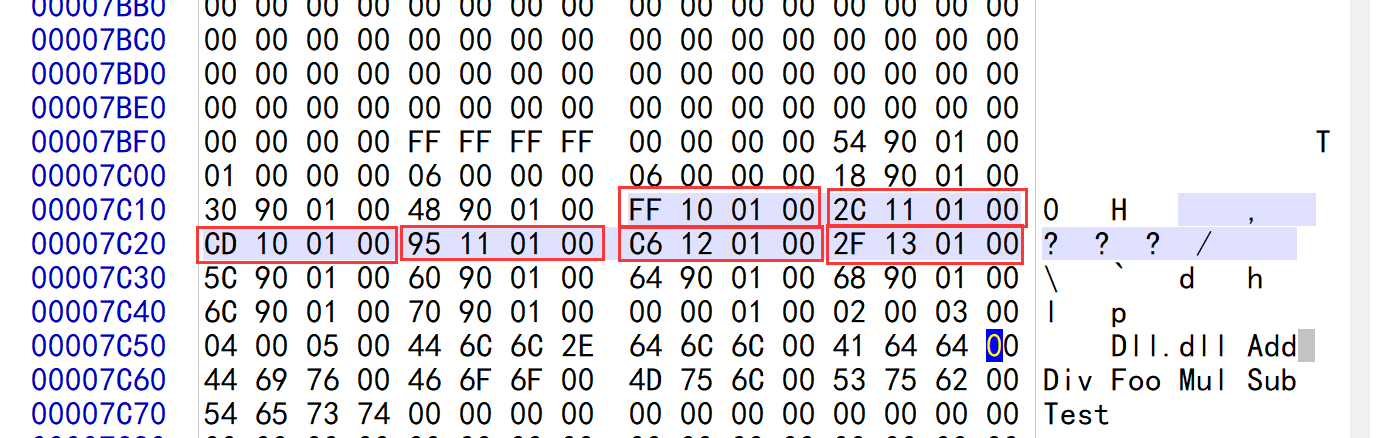 00007BB0 00 00 00 00 00 00 00 00 00 00 00 00 00 00 00 00
00007BC0 00 00 00 00 00 00 00 00 00 00 00 00 00 00 00 00
00007BD0 00 00 00 00 00 00 00 00 00 00 00 00 00 00 00 00
00007BE0 00 00 00 00 00 00 00 00 00 00 00 00 00 00 00 00
00007BF0 00 00 00 00 FF FF FF FF 00 00 00 00 54 90 01 00 T
00007C00 01 00 00 00 06 00 00 00 06 00 00 00 18 90 01 00
00007C10 30 90 01 00 48 90 01 00 FF 10 01 00 2C 11 01 00 0 H ,
00007C20 CD 10 01 00 95 11 01 00 C6 12 01 00 2F 13 01 00 ? ? ? /
00007C30 5C 90 01 00 60 90 01 00 64 90 01 00 68 90 01 00 \ ` d h
00007C40 6C 90 01 00 70 90 01 00 00 00 01 00 02 00 03 00 l p
00007C50 04 00 05 00 44 6C 6C 2E 64 6C 6C 00 41 64 64 00 Dll.dll Add
00007C60 44 69 76 00 46 6F 6F 00 4D 75 6C 00 53 75 62 00 Div Foo Mul Sub
00007C70 54 65 73 74 00 00 00 00 00 00 00 00 00 00 00 00 Test